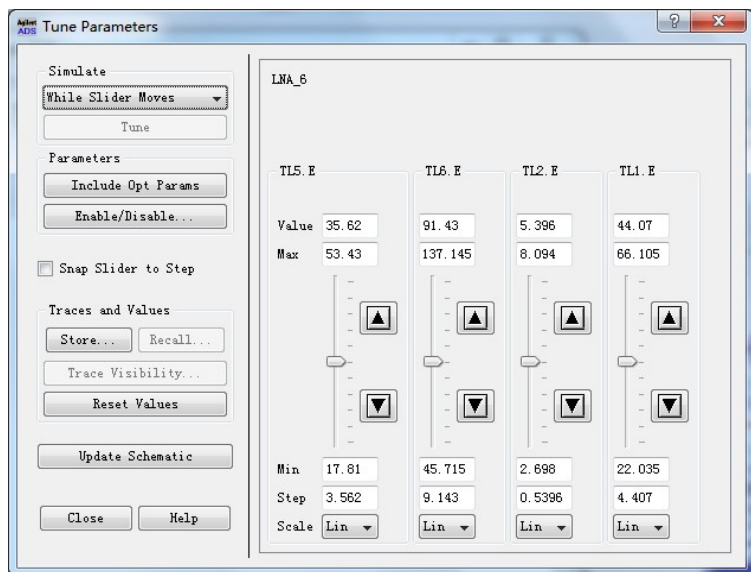 Agilent ADS Tune Parameters
Simulate
While Slider Moves
Tune
Parameters
Include Opt Params
Enable/Disable...
Snap Slider to Step
Traces and Values
Store... Recall...
Trace Visibility...
Reset Values
Update Schematic
Close Help
LNA_6
TL5.E TL6.E TL2.E TL1.E
Value 35.62 91.43 5.396 44.07
Max 53.43 137.145 8.094 66.105
Min 17.81 45.715 2.698 22.035
Step 3.562 9.143 0.5396 4.407
Scale Lin Lin Lin Lin